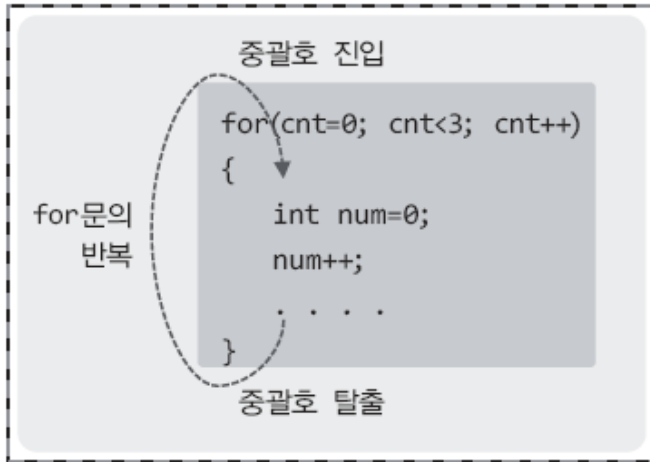 중괄호 진입
for(cnt=0; cnt<3; cnt++)
{
for문의
반복
int num=0;
num++;
. . . .
}
중괄호 탈출